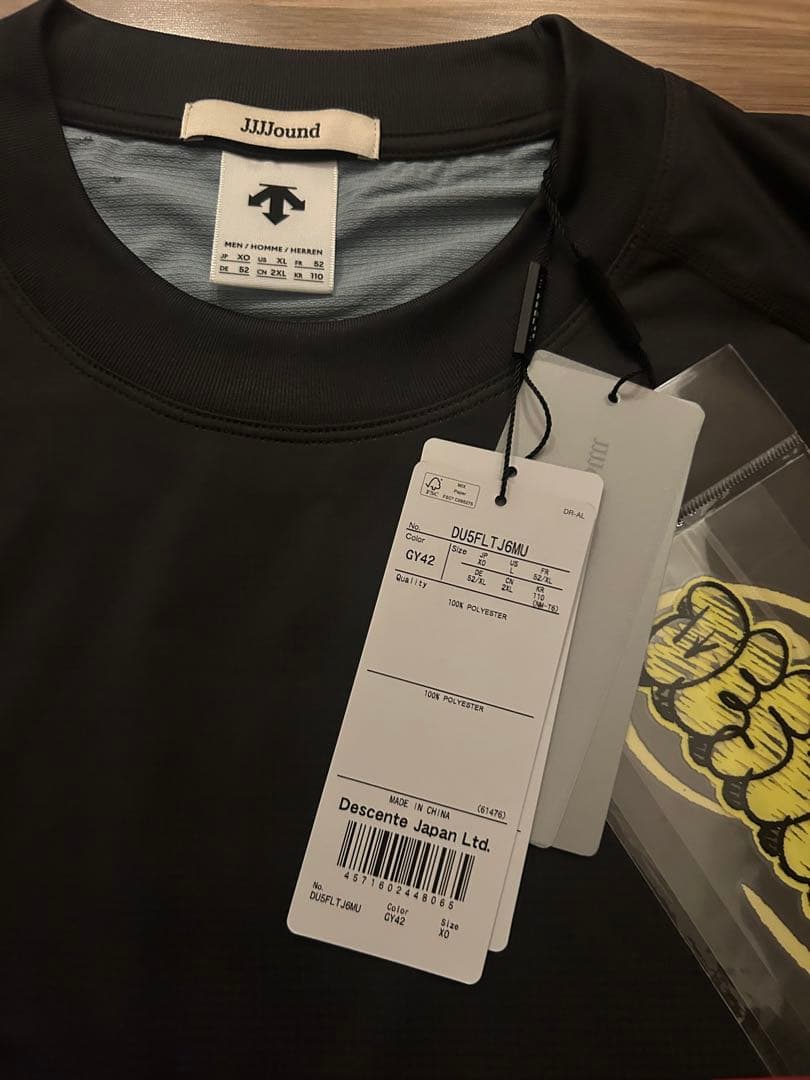 JJJJound
MEN / HOMME / HERREN
JP XO US XL FR 52
DE 52 CN 2XL KR 110
FSC
MIX
Paper
DR-AL
No. DU5FLTJ6MU
Color GY42
Size JP XO US L FR 52/XL
DE 52/XL CN 2XL KR 110
Quality
100% POLYESTER
100% POLYESTER
MADE IN CHINA (61476)
Descente Japan Ltd.
4571602448065
No. DU5FLTJ6MU
Color GY42
Size XO